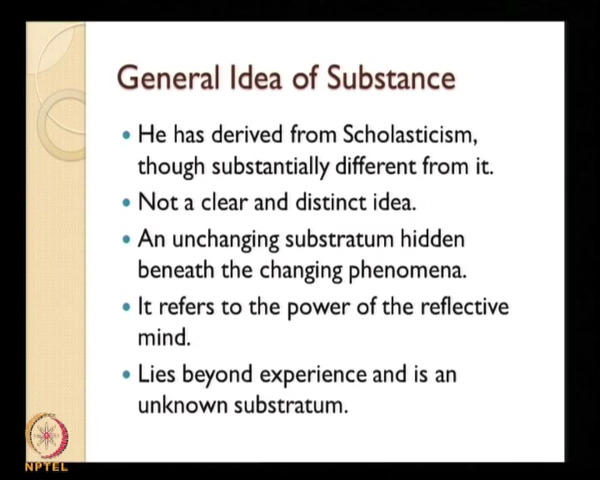 General Idea of Substance
• He has derived from Scholasticism,
though substantially different from it.
• Not a clear and distinct idea.
• An unchanging substratum hidden
beneath the changing phenomena.
• It refers to the power of the reflective
mind.
• Lies beyond experience and is an
unknown substratum.
NPTEL